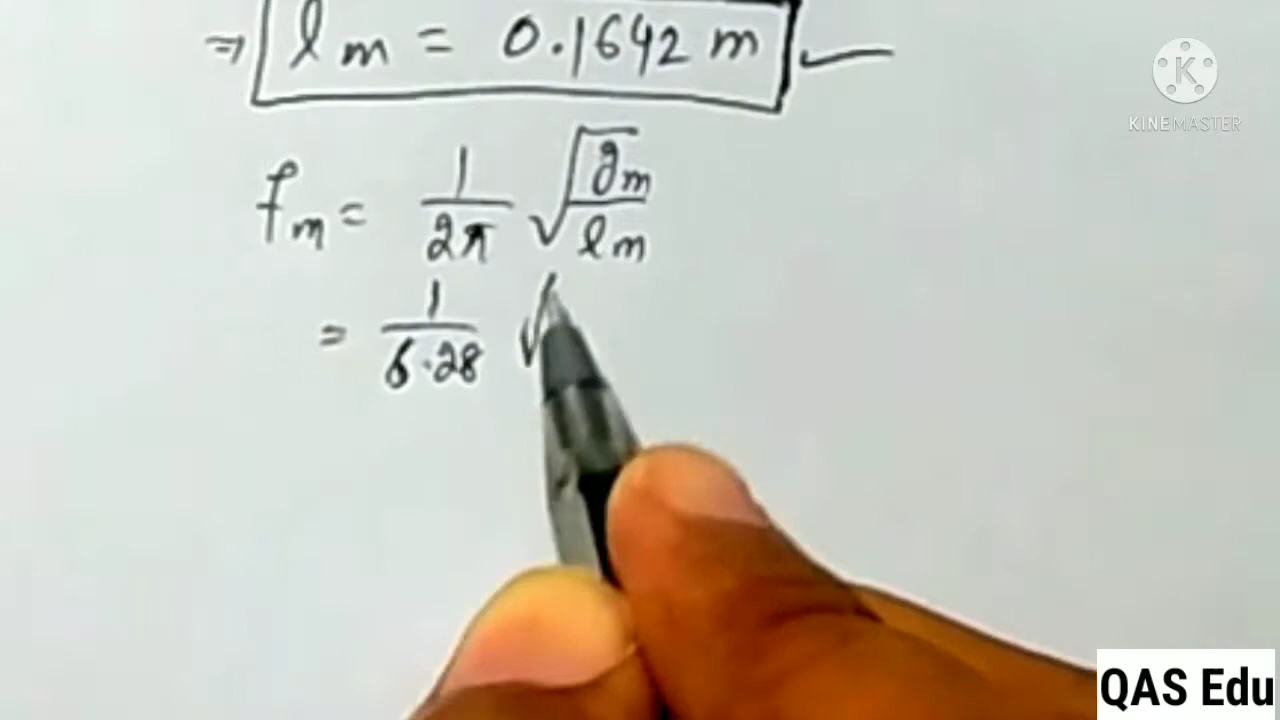 ⇒ lm = 0.1642 m
KINEMASTER
fm = 1/2π √gm/lm
= 1/6.28 √
QAS Edu